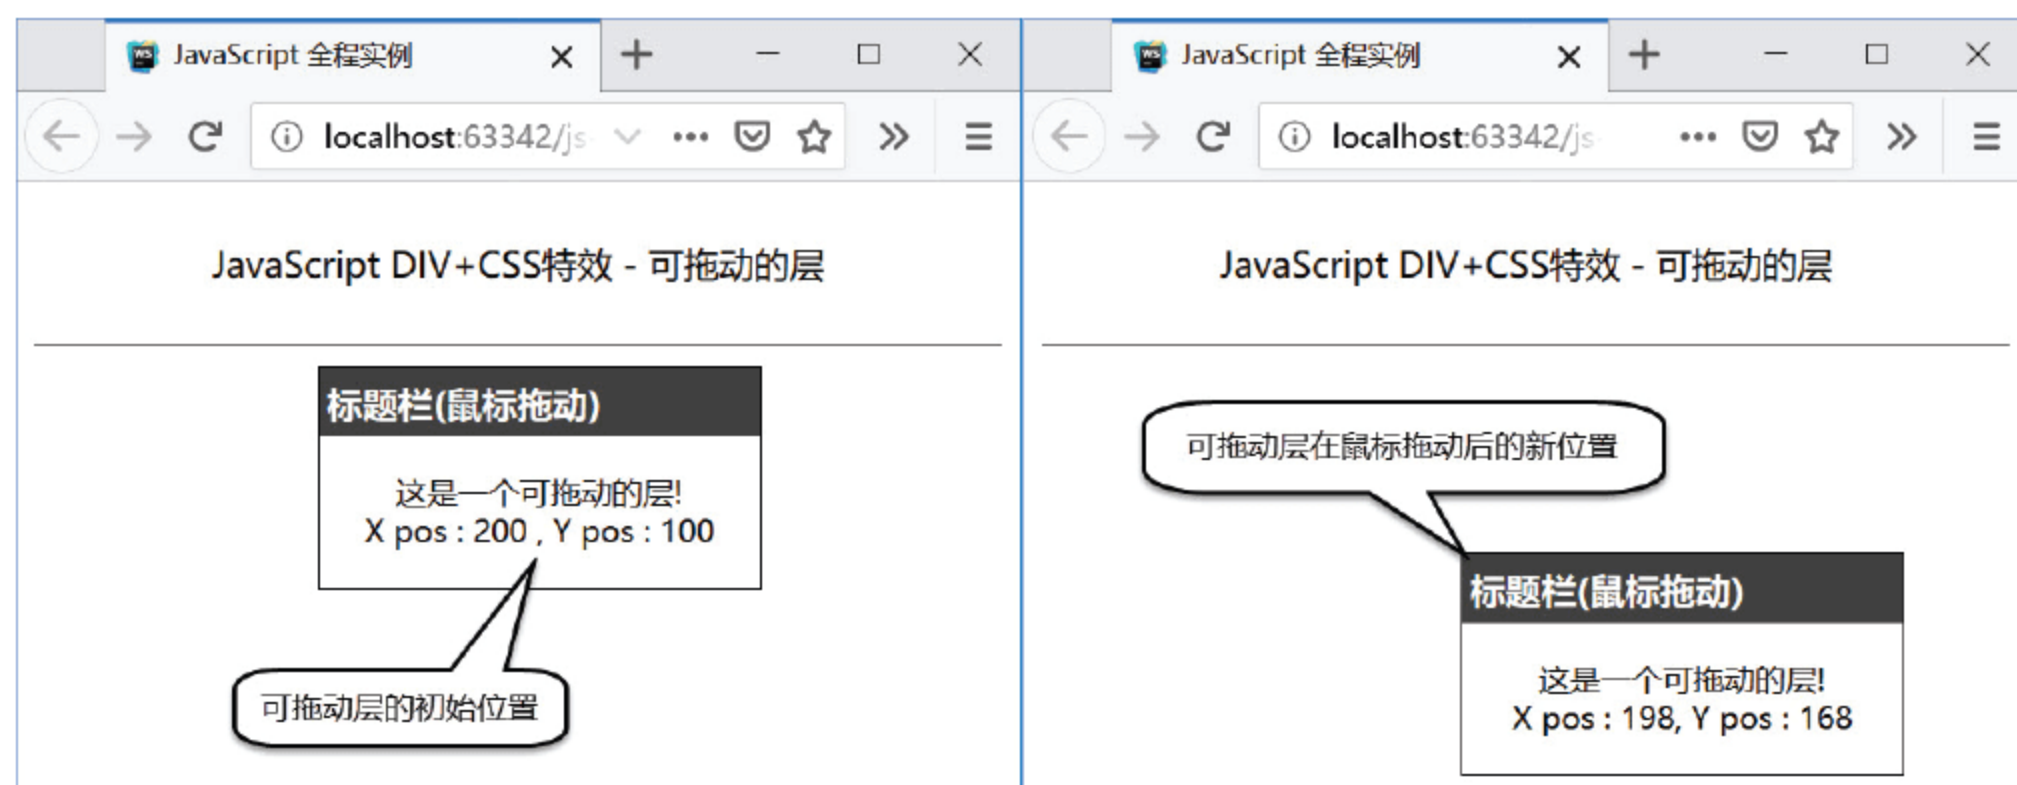 JavaScript 全程实例
localhost:63342/js
JavaScript DIV+CSS特效 - 可拖动的层
标题栏(鼠标拖动)
这是一个可拖动的层!
X pos : 200 , Y pos : 100
可拖动层的初始位置
JavaScript 全程实例
localhost:63342/js
JavaScript DIV+CSS特效 - 可拖动的层
可拖动层在鼠标拖动后的新位置
标题栏(鼠标拖动)
这是一个可拖动的层!
X pos : 198, Y pos : 168